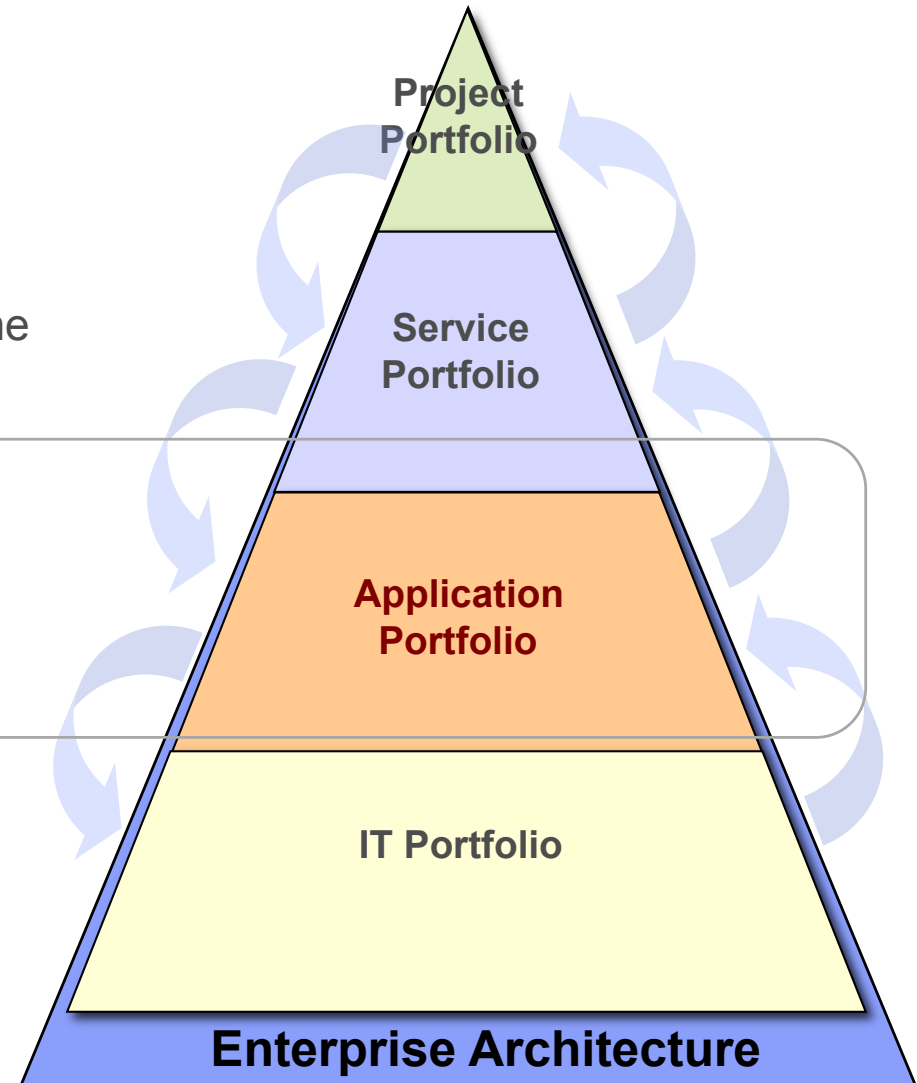 Project
Portfolio
Service
Portfolio
Application
Portfolio
IT Portfolio
Enterprise Architecture